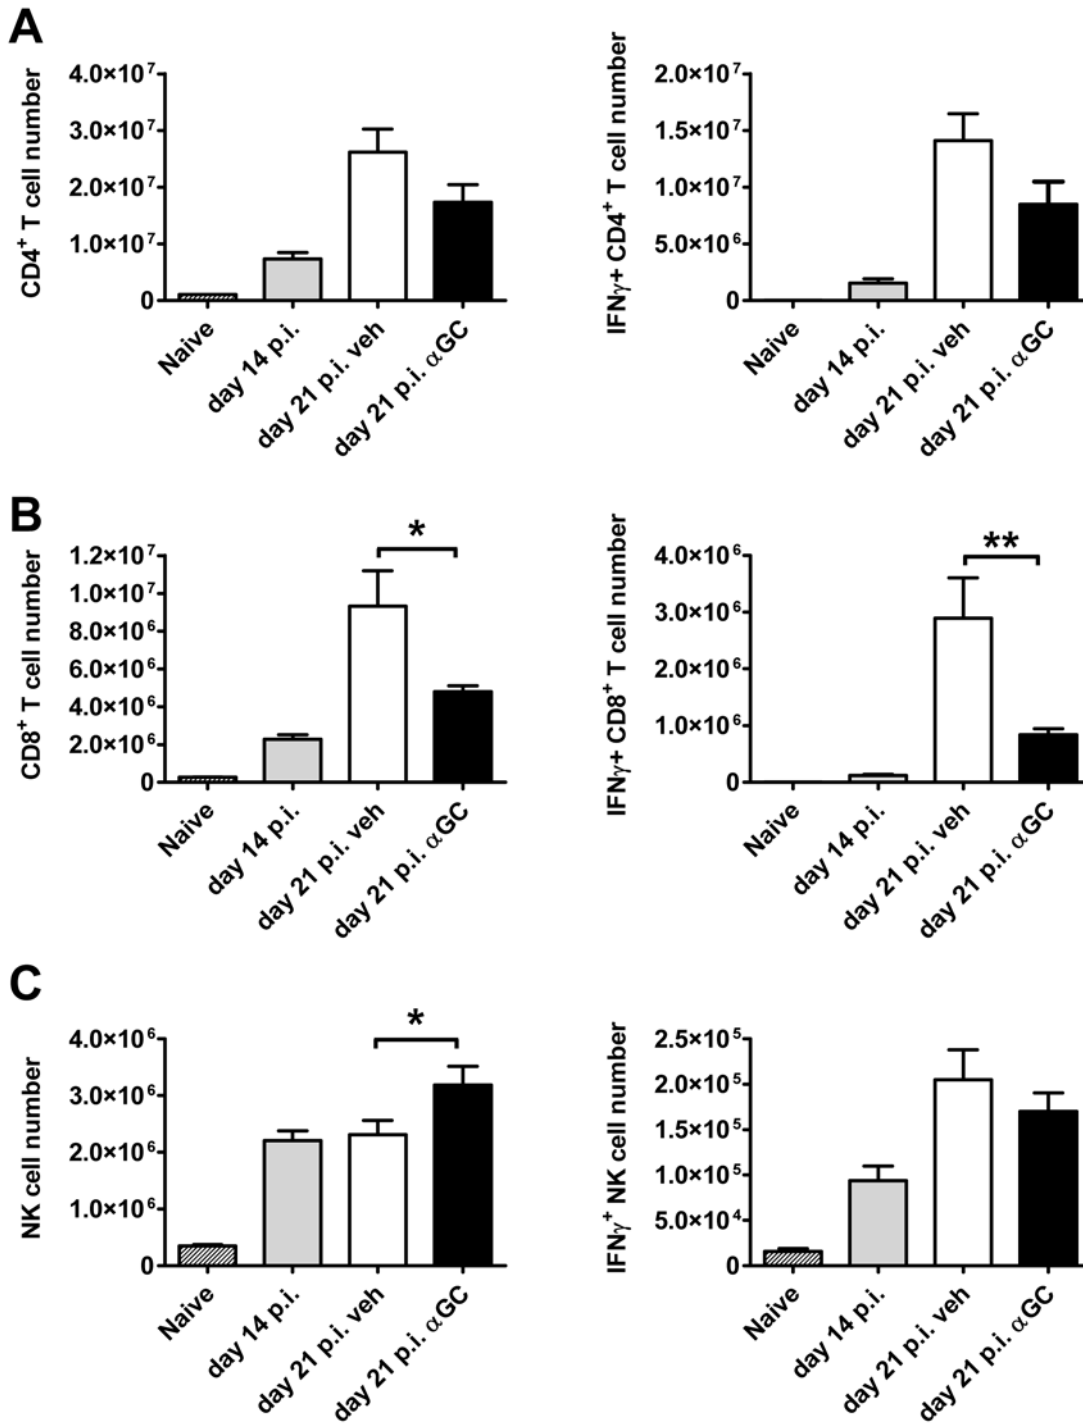 A
CD4⁺ T cell number
4.0×10⁷
3.0×10⁷
2.0×10⁷
1.0×10⁷
0
Naive
day 14 p.i.
day 21 p.i. veh
day 21 p.i. αGC
IFNγ+ CD4⁺ T cell number
2.0×10⁷
1.5×10⁷
1.0×10⁷
5.0×10⁶
0
Naive
day 14 p.i.
day 21 p.i. veh
day 21 p.i. αGC
B
CD8⁺ T cell number
1.2×10⁷
1.0×10⁷
8.0×10⁶
6.0×10⁶
4.0×10⁶
2.0×10⁶
0
*
Naive
day 14 p.i.
day 21 p.i. veh
day 21 p.i. αGC
IFNγ+ CD8⁺ T cell number
4.0×10⁶
3.0×10⁶
2.0×10⁶
1.0×10⁶
0
**
Naive
day 14 p.i.
day 21 p.i. veh
day 21 p.i. αGC
C
NK cell number
4.0×10⁶
3.0×10⁶
2.0×10⁶
1.0×10⁶
0
*
Naive
day 14 p.i.
day 21 p.i. veh
day 21 p.i. αGC
IFNγ⁺ NK cell number
2.5×10⁵
2.0×10⁵
1.5×10⁵
1.0×10⁵
5.0×10⁴
0
Naive
day 14 p.i.
day 21 p.i. veh
day 21 p.i. αGC